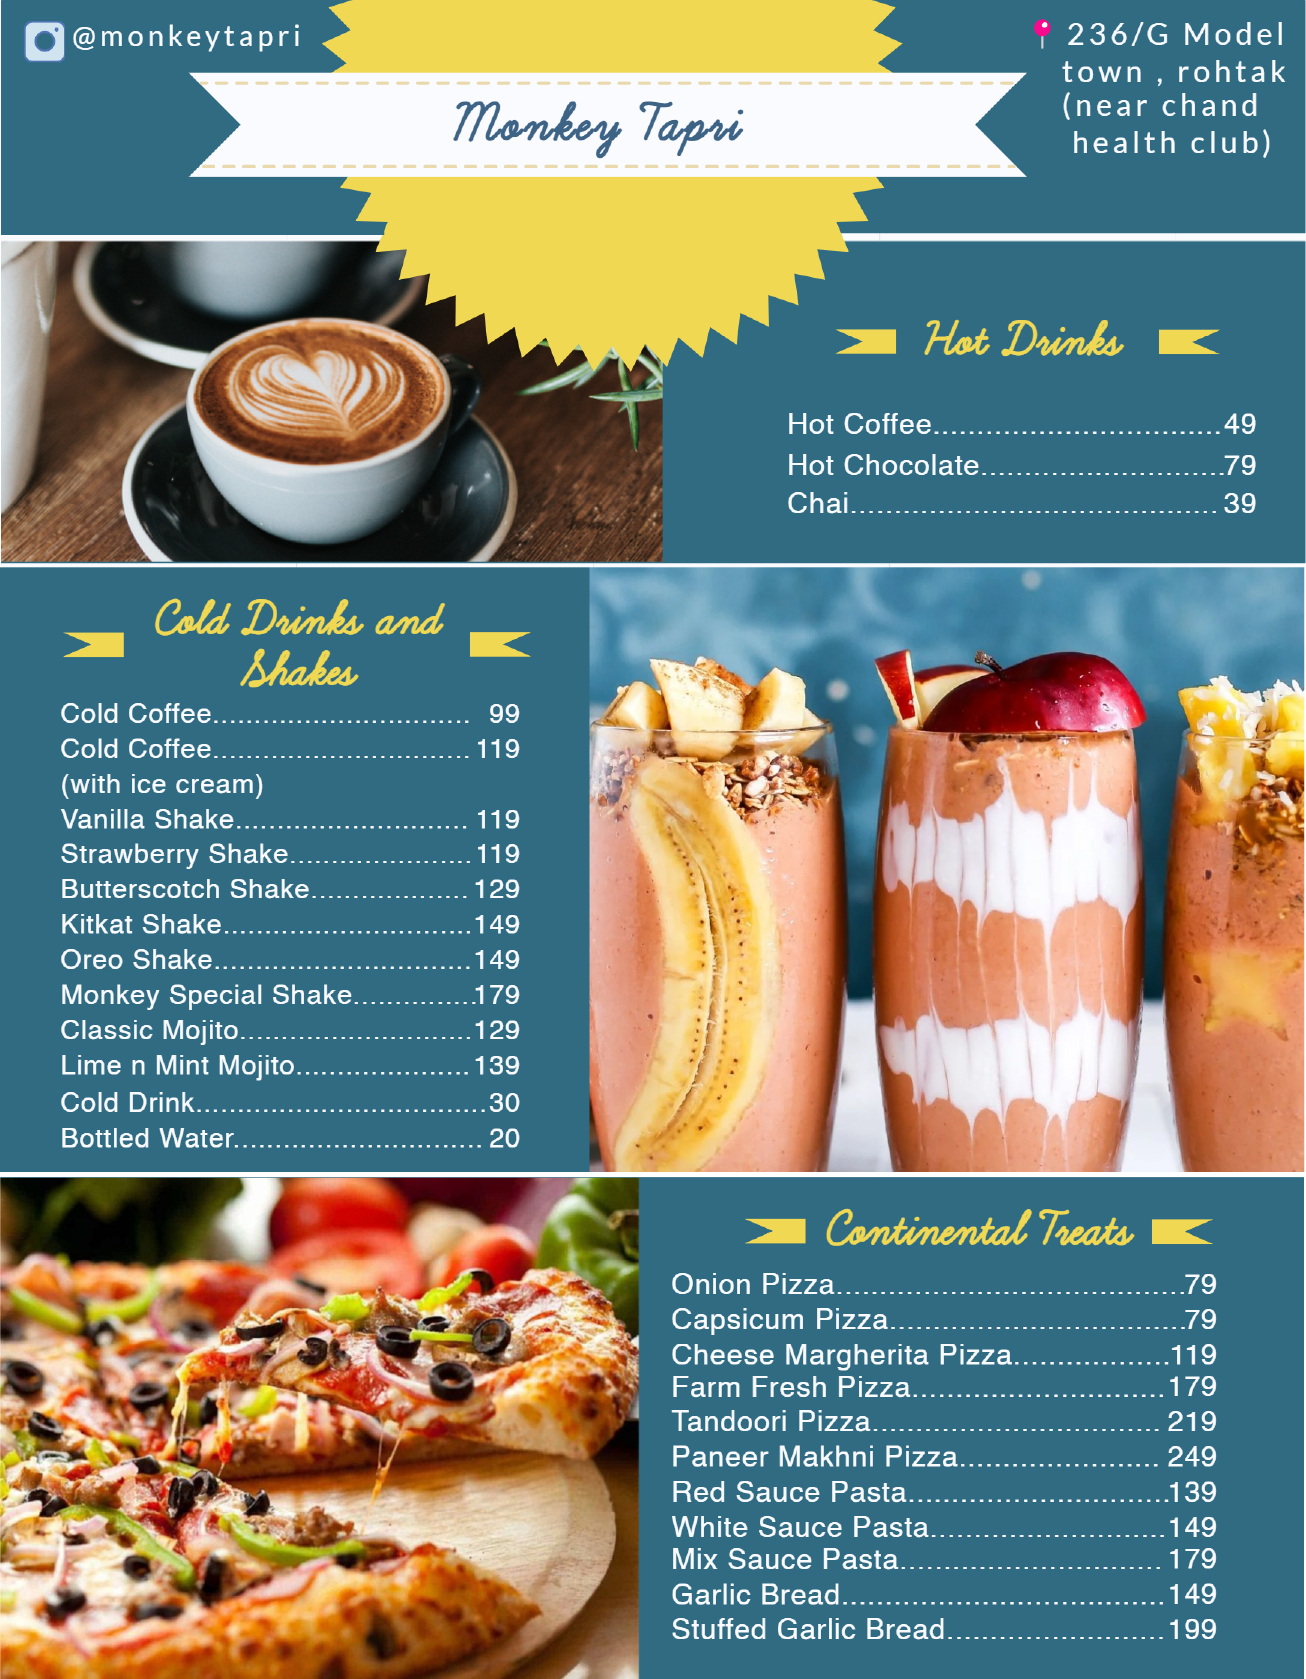 @monkeytapri
236/G Model
town , rohtak
(near chand
health club)
Monkey Tapri
Hot Drinks
Hot Coffee................................49
Hot Chocolate...........................79
Chai......................................... 39
Cold Drinks and
Shakes
Cold Coffee............................... 99
Cold Coffee............................... 119
(with ice cream)
Vanilla Shake............................ 119
Strawberry Shake...................... 119
Butterscotch Shake................... 129
Kitkat Shake..............................149
Oreo Shake...............................149
Monkey Special Shake..............179
Classic Mojito............................129
Lime n Mint Mojito.....................139
Cold Drink...................................30
Bottled Water.............................. 20
Continental Treats
Onion Pizza..........................................79
Capsicum Pizza....................................79
Cheese Margherita Pizza...................119
Farm Fresh Pizza...............................179
Tandoori Pizza................................... 219
Paneer Makhni Pizza........................ 249
Red Sauce Pasta................................139
White Sauce Pasta.............................149
Mix Sauce Pasta................................ 179
Garlic Bread.......................................149
Stuffed Garlic Bread.......................... 199